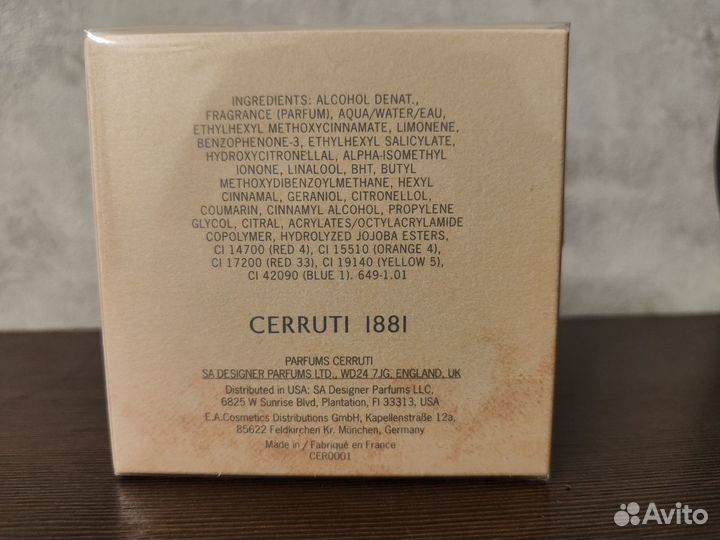 INGREDIENTS: ALCOHOL DENAT.,
FRAGRANCE (PARFUM), AQUA/WATER/EAU,
ETHYLHEXYL METHOXYCINNAMATE, LIMONENE,
BENZOPHENONE-3, ETHYLHEXYL SALICYLATE,
HYDROXYCITRONELLAL, ALPHA-ISOMETHYL
IONONE, LINALOOL, BHT, BUTYL
METHOXYDIBENZOYLMETHANE, HEXYL
CINNAMAL, GERANIOL, CITRONELLOL,
COUMARIN, CINNAMYL ALCOHOL, PROPYLENE
GLYCOL, CITRAL, ACRYLATES/OCTYLACRYLAMIDE
COPOLYMER, HYDROLYZED JOJOBA ESTERS,
CI 14700 (RED 4), CI 15510 (ORANGE 4),
CI 17200 (RED 33), CI 19140 (YELLOW 5),
CI 42090 (BLUE 1). 649-1.01
CERRUTI 1881
PARFUMS CERRUTI
SA DESIGNER PARFUMS LTD., WD24 7JG, ENGLAND, UK
Distributed in USA: SA Designer Parfums LLC,
6825 W Sunrise Blvd, Plantation, Fl 33313, USA
E.A.Cosmetics Distributions GmbH, Kapellenstraße 12a,
85622 Feldkirchen Kr. München, Germany
Made in / Fabriqué en France
CER0001
Avito